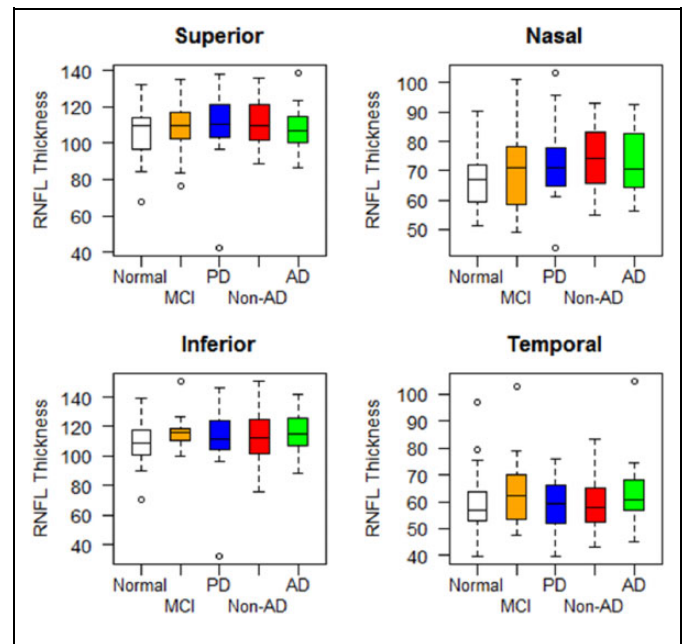 Superior
RNFL Thickness
140
120
100
80
60
40
Normal
MCI
PD
Non-AD
AD
Nasal
RNFL Thickness
100
90
80
70
60
50
Normal
MCI
PD
Non-AD
AD
Inferior
RNFL Thickness
140
120
100
80
60
40
Normal
MCI
PD
Non-AD
AD
Temporal
RNFL Thickness
100
90
80
70
60
50
40
Normal
MCI
PD
Non-AD
AD